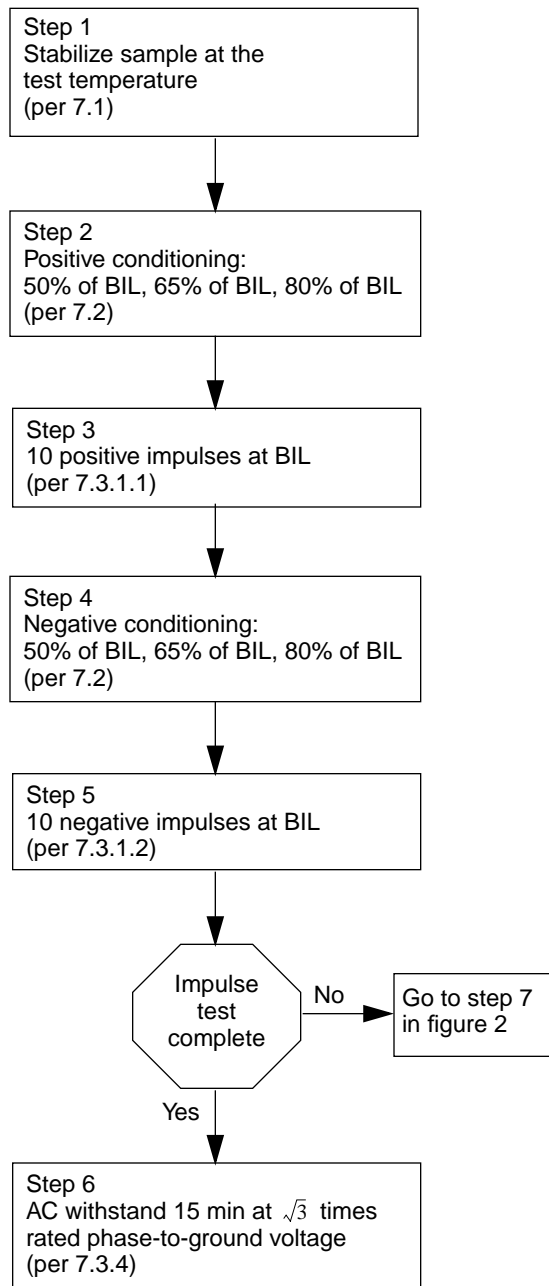 Step 1
Stabilize sample at the
test temperature
(per 7.1)
Step 2
Positive conditioning:
50% of BIL, 65% of BIL, 80% of BIL
(per 7.2)
Step 3
10 positive impulses at BIL
(per 7.3.1.1)
Step 4
Negative conditioning:
50% of BIL, 65% of BIL, 80% of BIL
(per 7.2)
Step 5
10 negative impulses at BIL
(per 7.3.1.2)
Impulse
test
complete
No
Go to step 7
in figure 2
Yes
Step 6
AC withstand 15 min at √3 times
rated phase-to-ground voltage
(per 7.3.4)